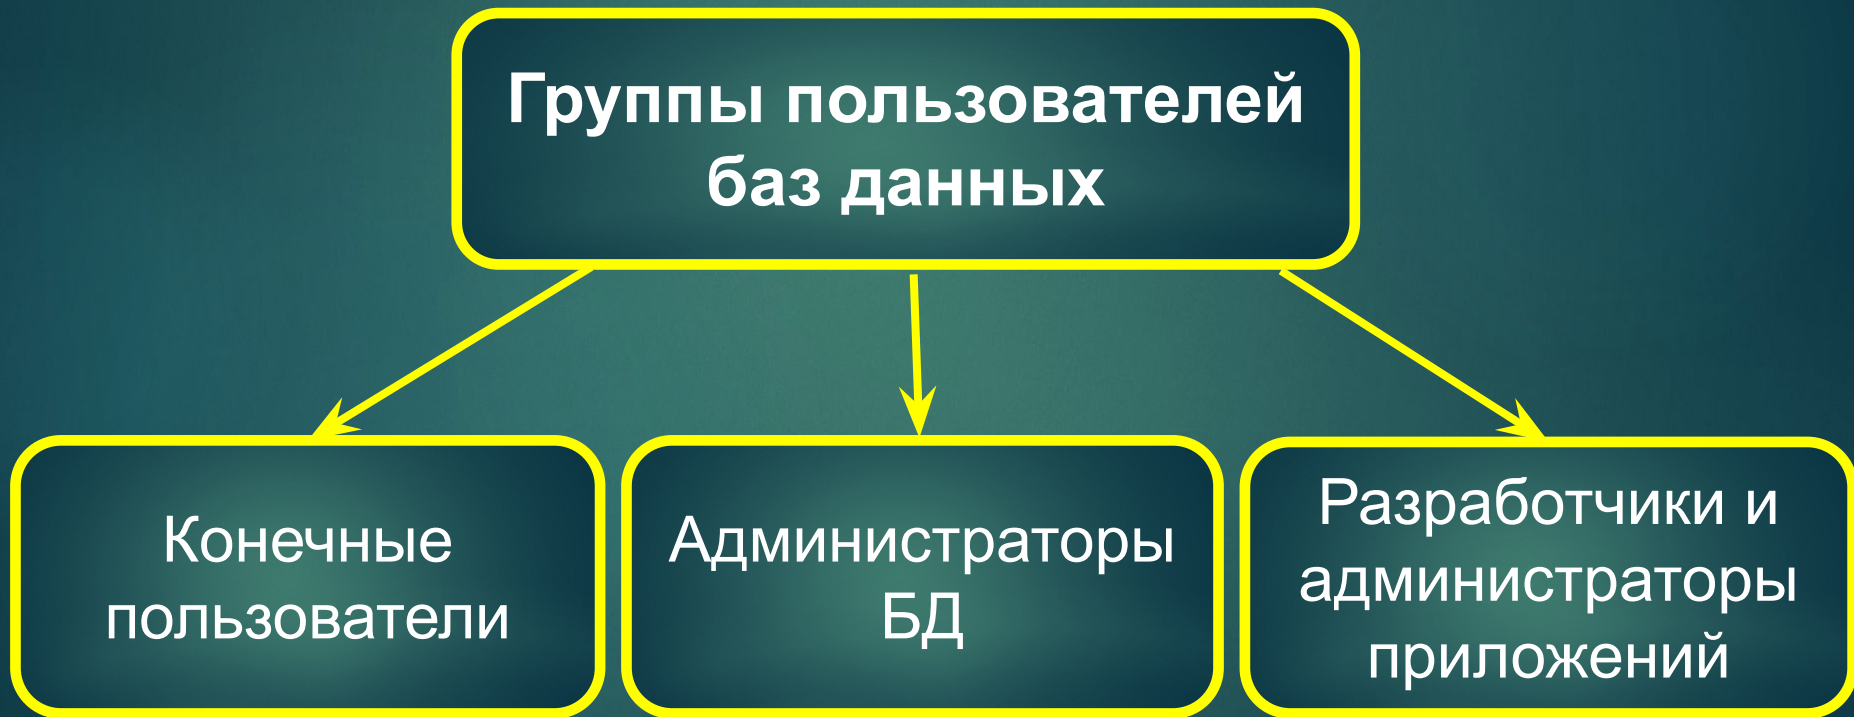 Группы пользователей
баз данных
Конечные
пользователи
Администраторы
БД
Разработчики и
администраторы
приложений